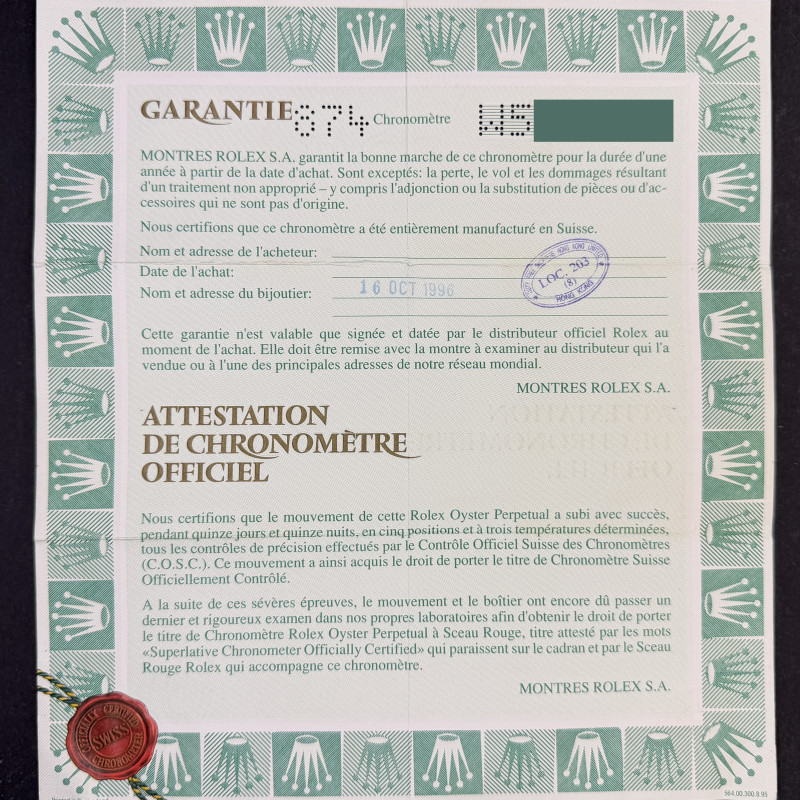 GARANTIE 874 Chronomètre W5
MONTRES ROLEX S.A. garantit la bonne marche de ce chronomètre pour la durée d'une
année à partir de la date d'achat. Sont exceptés: la perte, le vol et les dommages résultant
d'un traitement non approprié – y compris l'adjonction ou la substitution de pièces ou d'ac-
cessoires qui ne sont pas d'origine.
Nous certifions que ce chronomètre a été entièrement manufacturé en Suisse.
Nom et adresse de l'acheteur:
Date de l'achat:
Nom et adresse du bijoutier:
16 OCT 1996
LOC. 203
(8)
HONG KONG
Cette garantie n'est valable que signée et datée par le distributeur officiel Rolex au
moment de l'achat. Elle doit être remise avec la montre à examiner au distributeur qui l'a
vendue ou à l'une des principales adresses de notre réseau mondial.
MONTRES ROLEX S.A.
ATTESTATION
DE CHRONOMÈTRE
OFFICIEL
Nous certifions que le mouvement de cette Rolex Oyster Perpetual a subi avec succès,
pendant quinze jours et quinze nuits, en cinq positions et à trois températures déterminées,
tous les contrôles de précision effectués par le Contrôle Officiel Suisse des Chronomètres
(C.O.S.C.). Ce mouvement a ainsi acquis le droit de porter le titre de Chronomètre Suisse
Officiellement Contrôlé.
A la suite de ces sévères épreuves, le mouvement et le boîtier ont encore dû passer un
dernier et rigoureux examen dans nos propres laboratoires afin d'obtenir le droit de porter
le titre de Chronomètre Rolex Oyster Perpetual à Sceau Rouge, titre attesté par les mots
«Superlative Chronometer Officially Certified» qui paraissent sur le cadran et par le Sceau
Rouge Rolex qui accompagne ce chronomètre.
MONTRES ROLEX S.A.
OFFICIALLY CERTIFIED
SWISS
CHRONOMETER
564.00.300.8.95